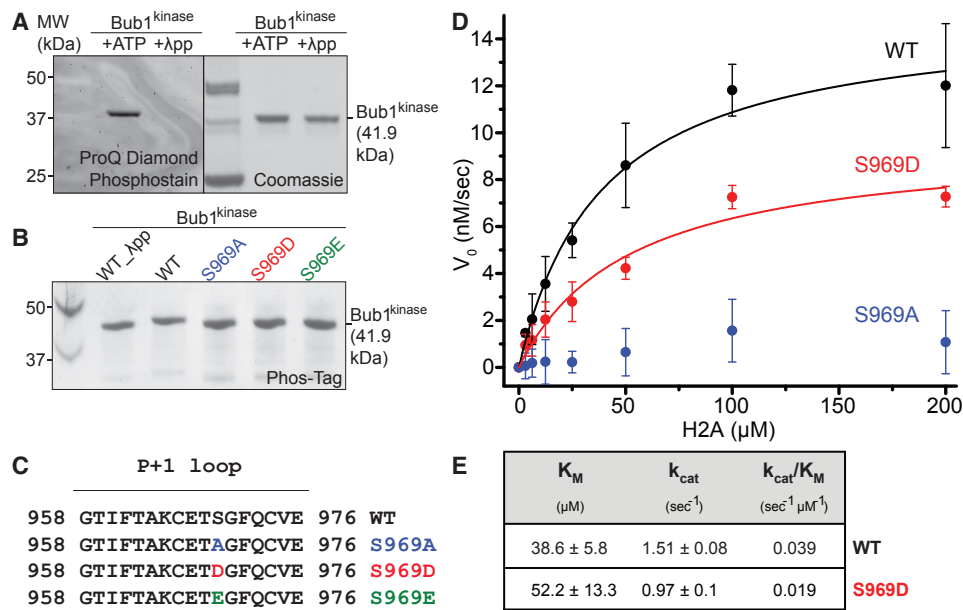 A
MW
(kDa)
Bub1kinase
+ATP +λpp
Bub1kinase
+ATP +λpp
50
37
25
ProQ Diamond
Phosphostain
Coomassie
Bub1kinase
(41.9
kDa)
B
Bub1kinase
WT_λpp
WT
S969A
S969D
S969E
50
37
Bub1kinase
(41.9
kDa)
Phos-Tag
C
P+1 loop
958 GTIFTAKCETSGFQCVE 976 WT
958 GTIFTAKCETAGFQCVE 976 S969A
958 GTIFTAKCETDGFQCVE 976 S969D
958 GTIFTAKCETEGFQCVE 976 S969E
D
14
12
10
8
6
4
2
0
V0 (nM/sec)
WT
S969D
S969A
0 50 100 150 200
H2A (µM)
E
KM kcat kcat/KM
(µM) (sec-1) (sec-1 µM-1)
38.6 ± 5.8 1.51 ± 0.08 0.039 WT
52.2 ± 13.3 0.97 ± 0.1 0.019 S969D